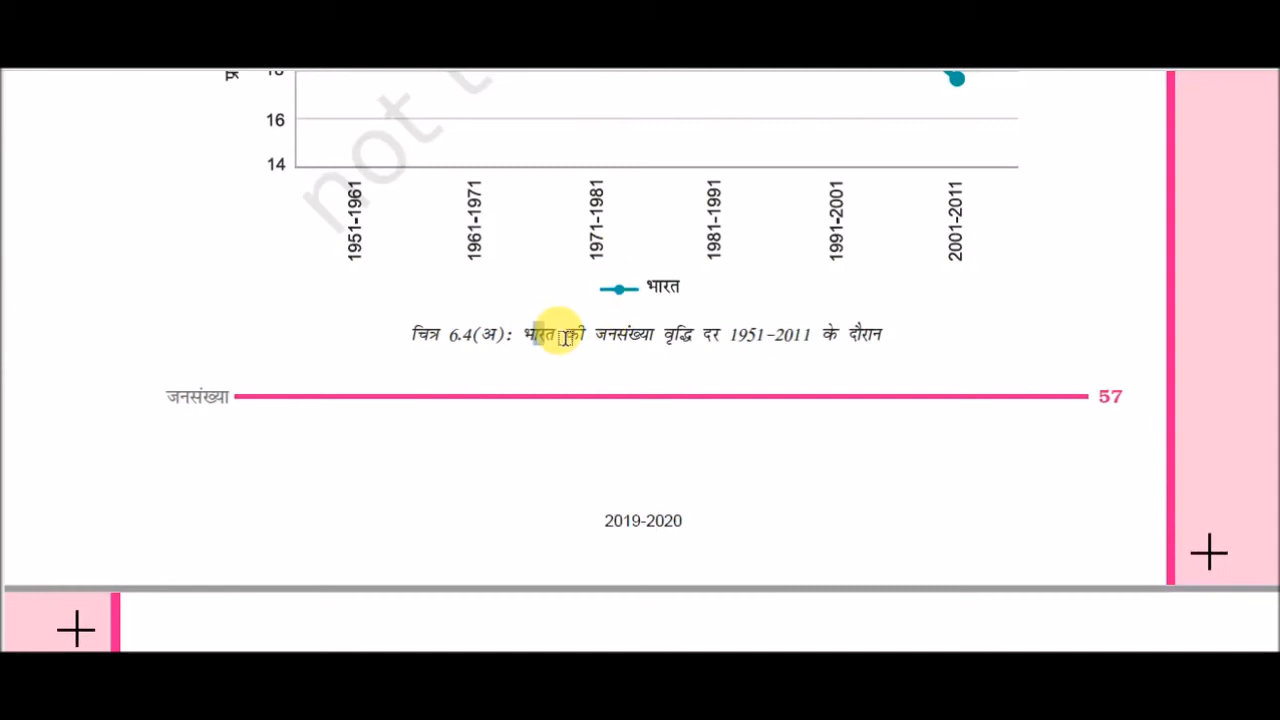 not t
16
14
1951-1961
1961-1971
1971-1981
1981-1991
1991-2001
2001-2011
भारत
चित्र 6.4(अ): भारत की जनसंख्या वृद्धि दर 1951-2011 के दौरान
जनसंख्या 57
2019-2020